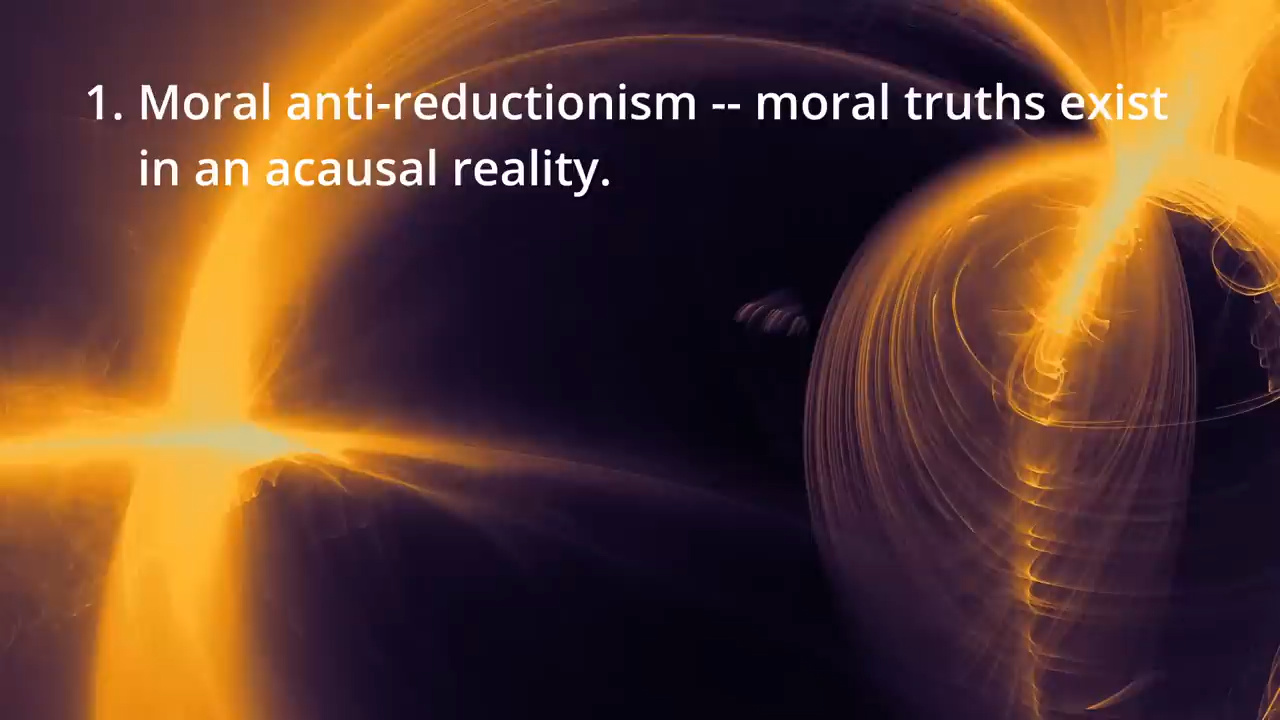 1. Moral anti-reductionism -- moral truths exist
in an acausal reality.